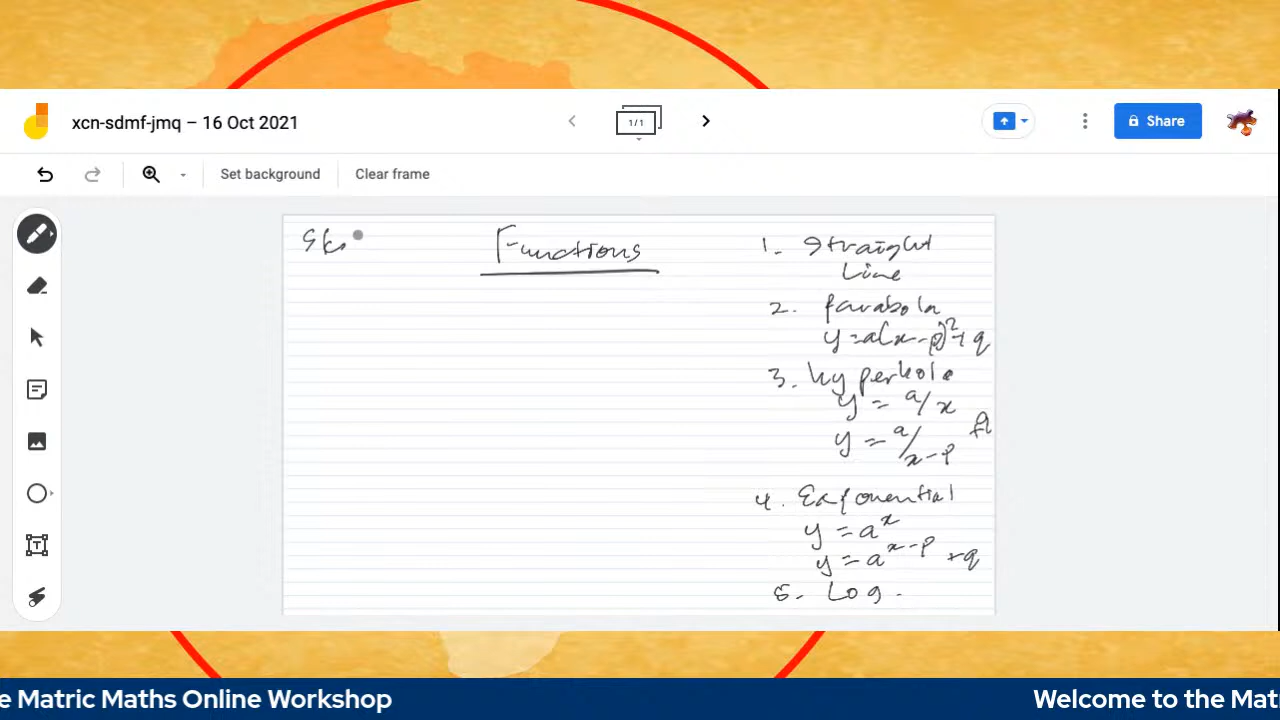 xcn-sdmf-jmq – 16 Oct 2021
1/1
Share
Set background
Clear frame
Ske
Functions
1. Straight
Line
2. parabola
y = a(x - p)² + q
3. hyperbola
y = a/x
y = a/x-p + q
4. Exponential
y = a^x
y = a^x-p + q
5. Log.
e Matric Maths Online Workshop
Welcome to the Mat